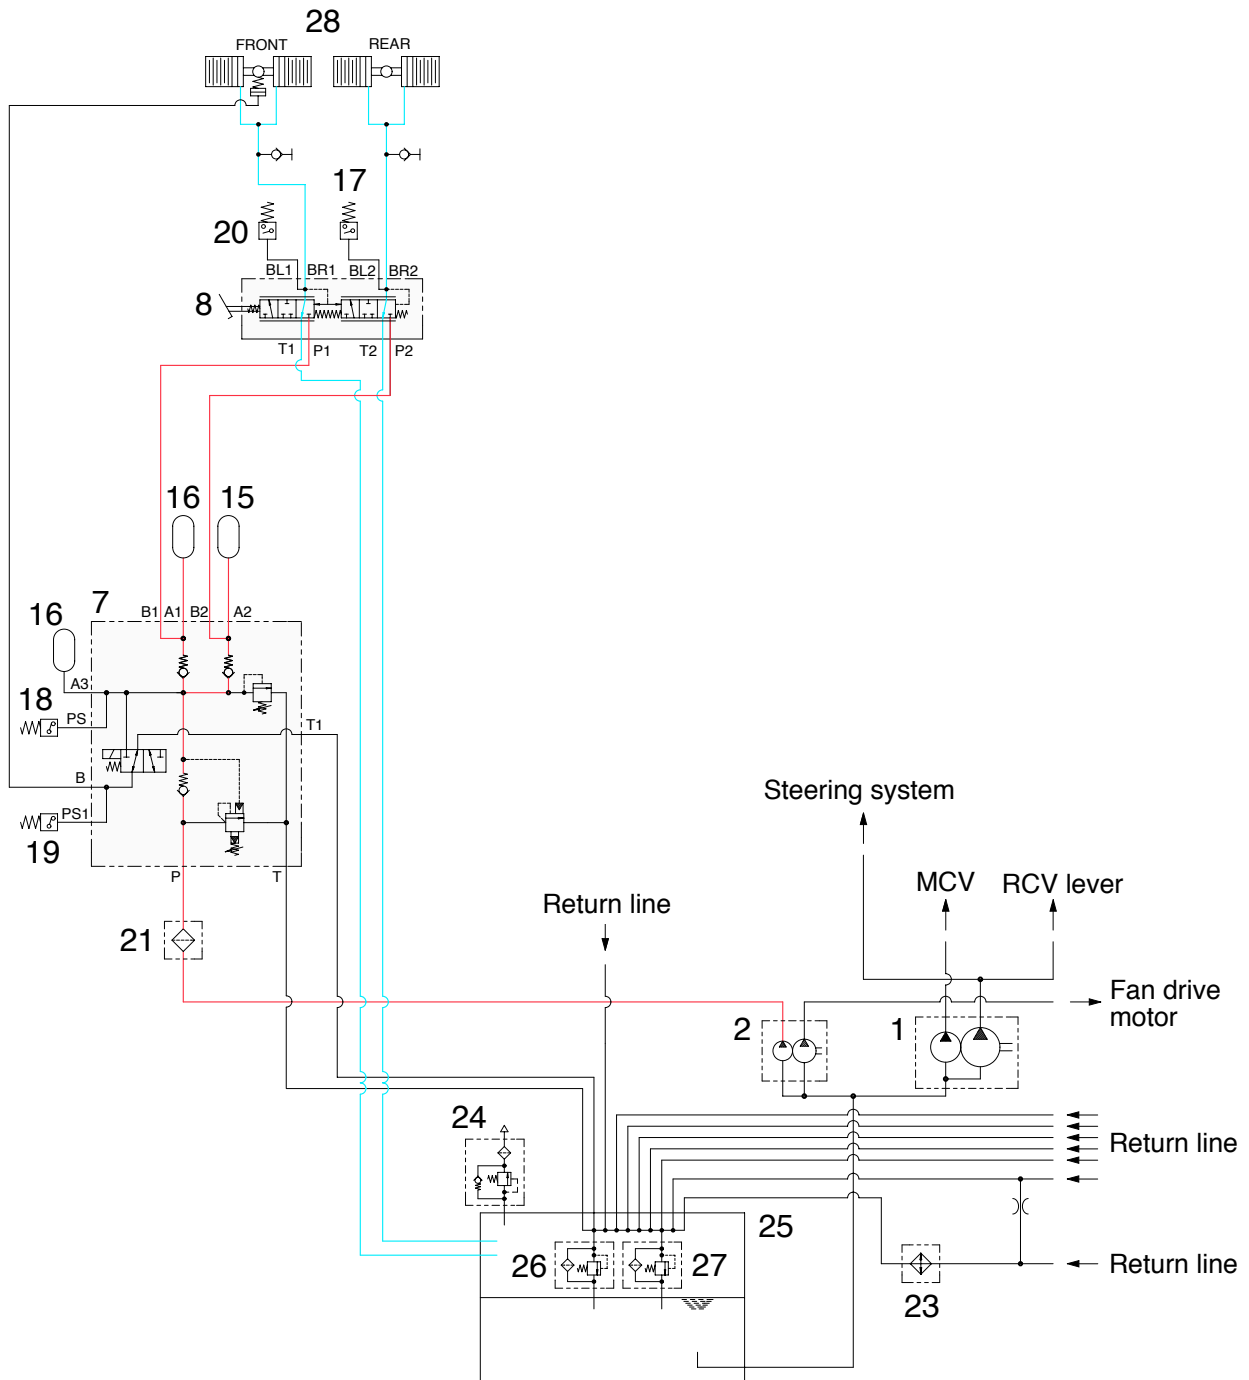 28
FRONT
REAR
17
20
BL1
BR1
BL2
BR2
8
T1
P1
T2
P2
16
15
16
7
B1
A1
B2
A2
A3
18
PS
T1
B
PS1
19
P
T
Steering system
MCV
RCV lever
Return line
21
Fan drive
motor
2
1
24
Return line
25
26
27
Return line
23